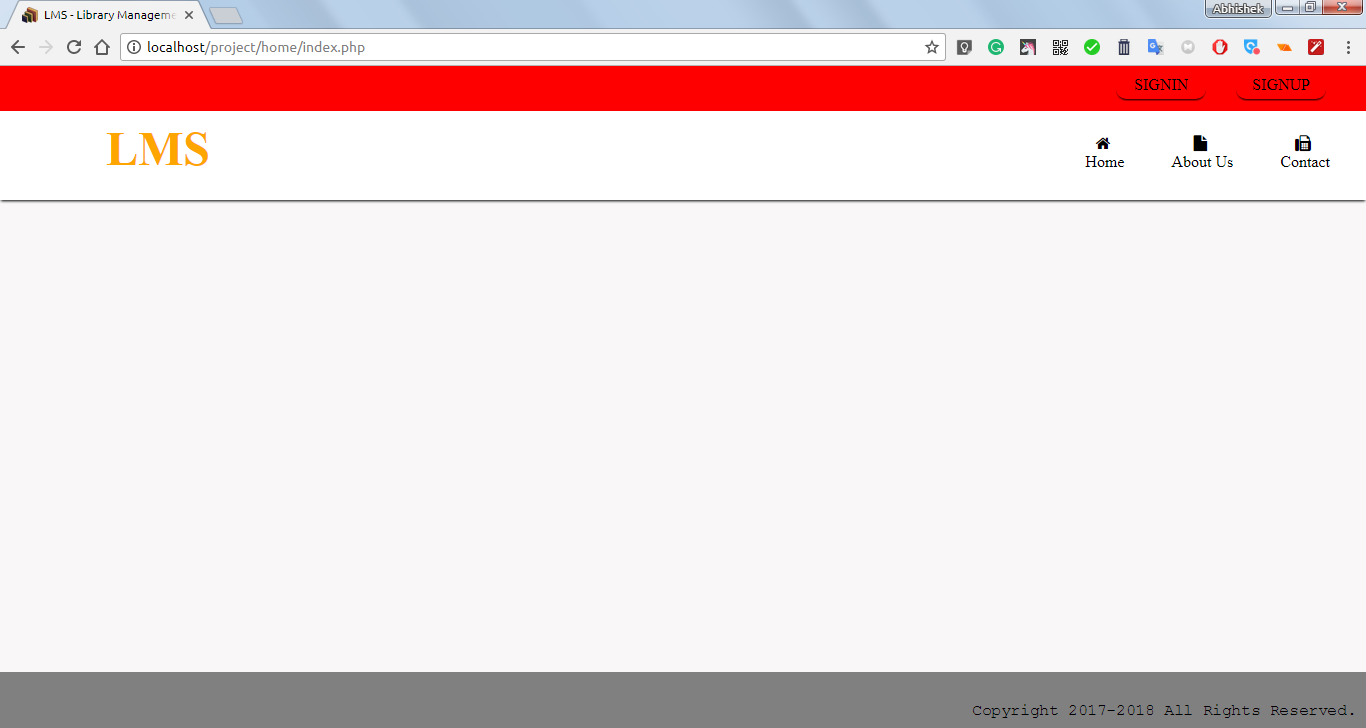 LMS - Library Manageme
Abhishek
localhost/project/home/index.php
SIGNIN SIGNUP
LMS
Home About Us Contact
Copyright 2017-2018 All Rights Reserved.